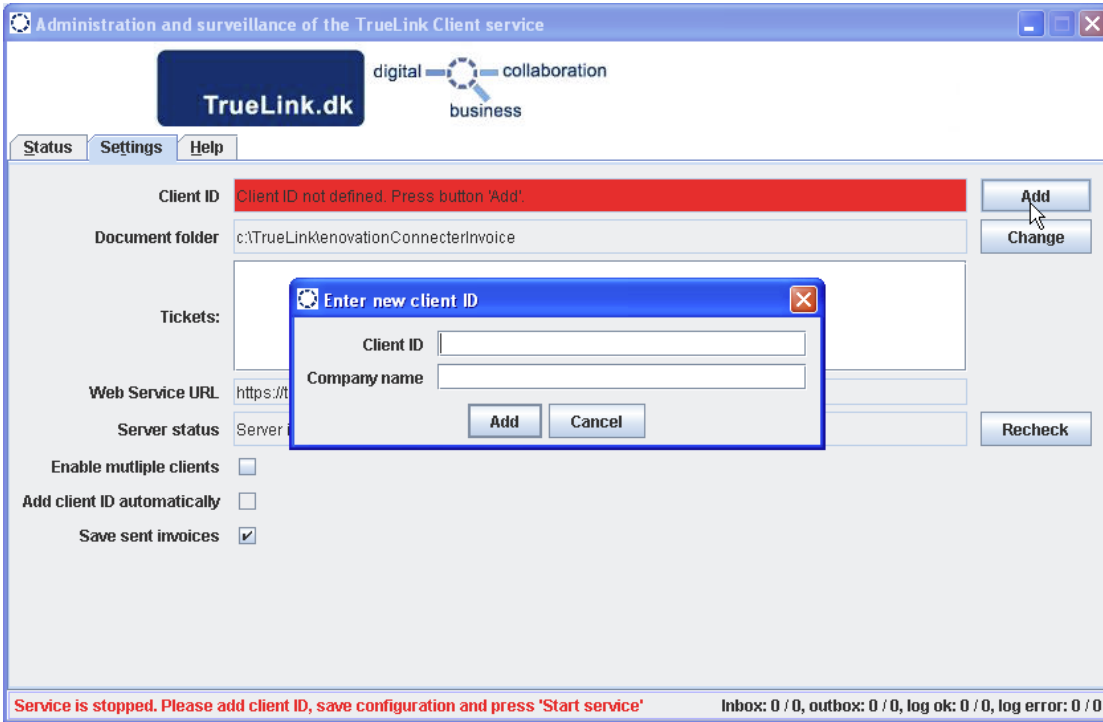 Administration and surveillance of the TrueLink Client service
TrueLink.dk
digital collaboration
business
Status Settings Help
Client ID Client ID not defined. Press button 'Add'. Add
Document folder c:\TrueLink\enovationConnecterInvoice Change
Tickets:
Enter new client ID
Client ID
Company name
Add Cancel
Web Service URL https://t
Server status Server Recheck
Enable mutliple clients
Add client ID automatically
Save sent invoices
Service is stopped. Please add client ID, save configuration and press 'Start service' Inbox: 0 / 0, outbox: 0 / 0, log ok: 0 / 0, log error: 0 / 0